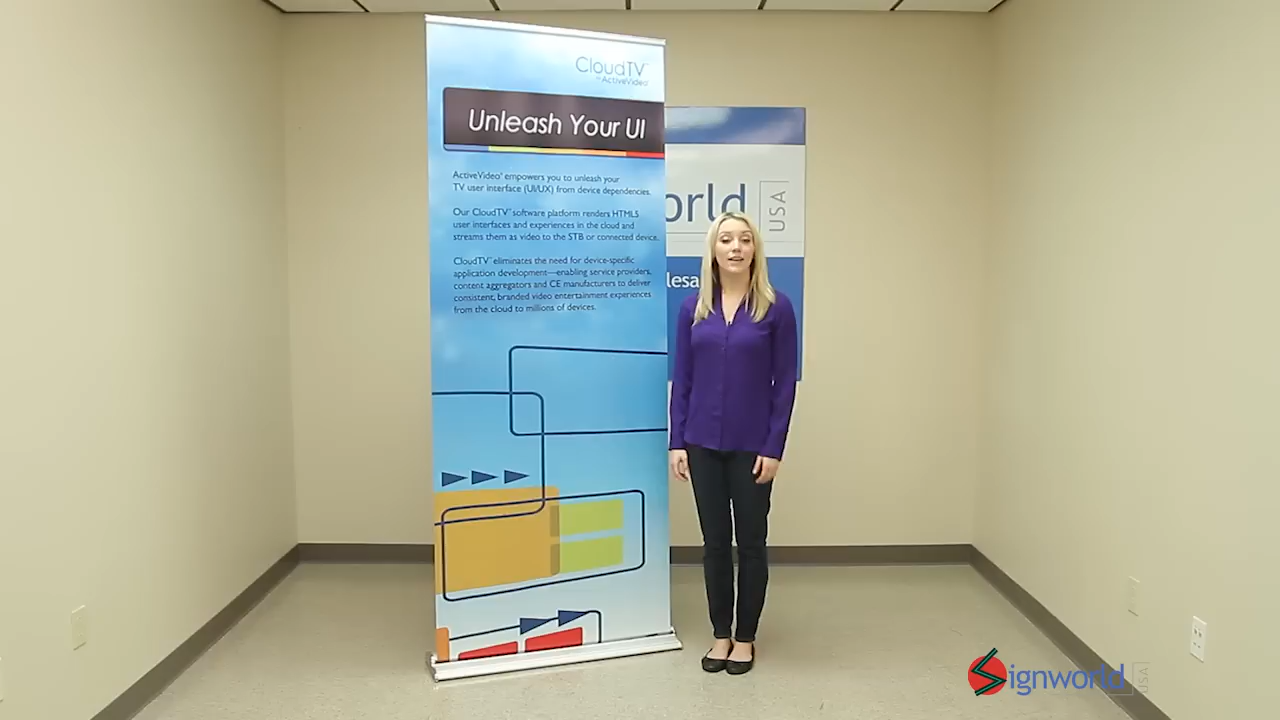 CloudTV™
by ActiveVideo®
Unleash Your UI
ActiveVideo® empowers you to unleash your
TV user interface (UI/UX) from device dependencies.
Our CloudTV™ software platform renders HTML5
user interfaces and experiences in the cloud and
streams them as video to the STB or connected device.
CloudTV™ eliminates the need for device-specific
application development—enabling service providers,
content aggregators and CE manufacturers to deliver
consistent, branded video entertainment experiences
from the cloud to millions of devices.
orld USA
lesa
Signworld USA